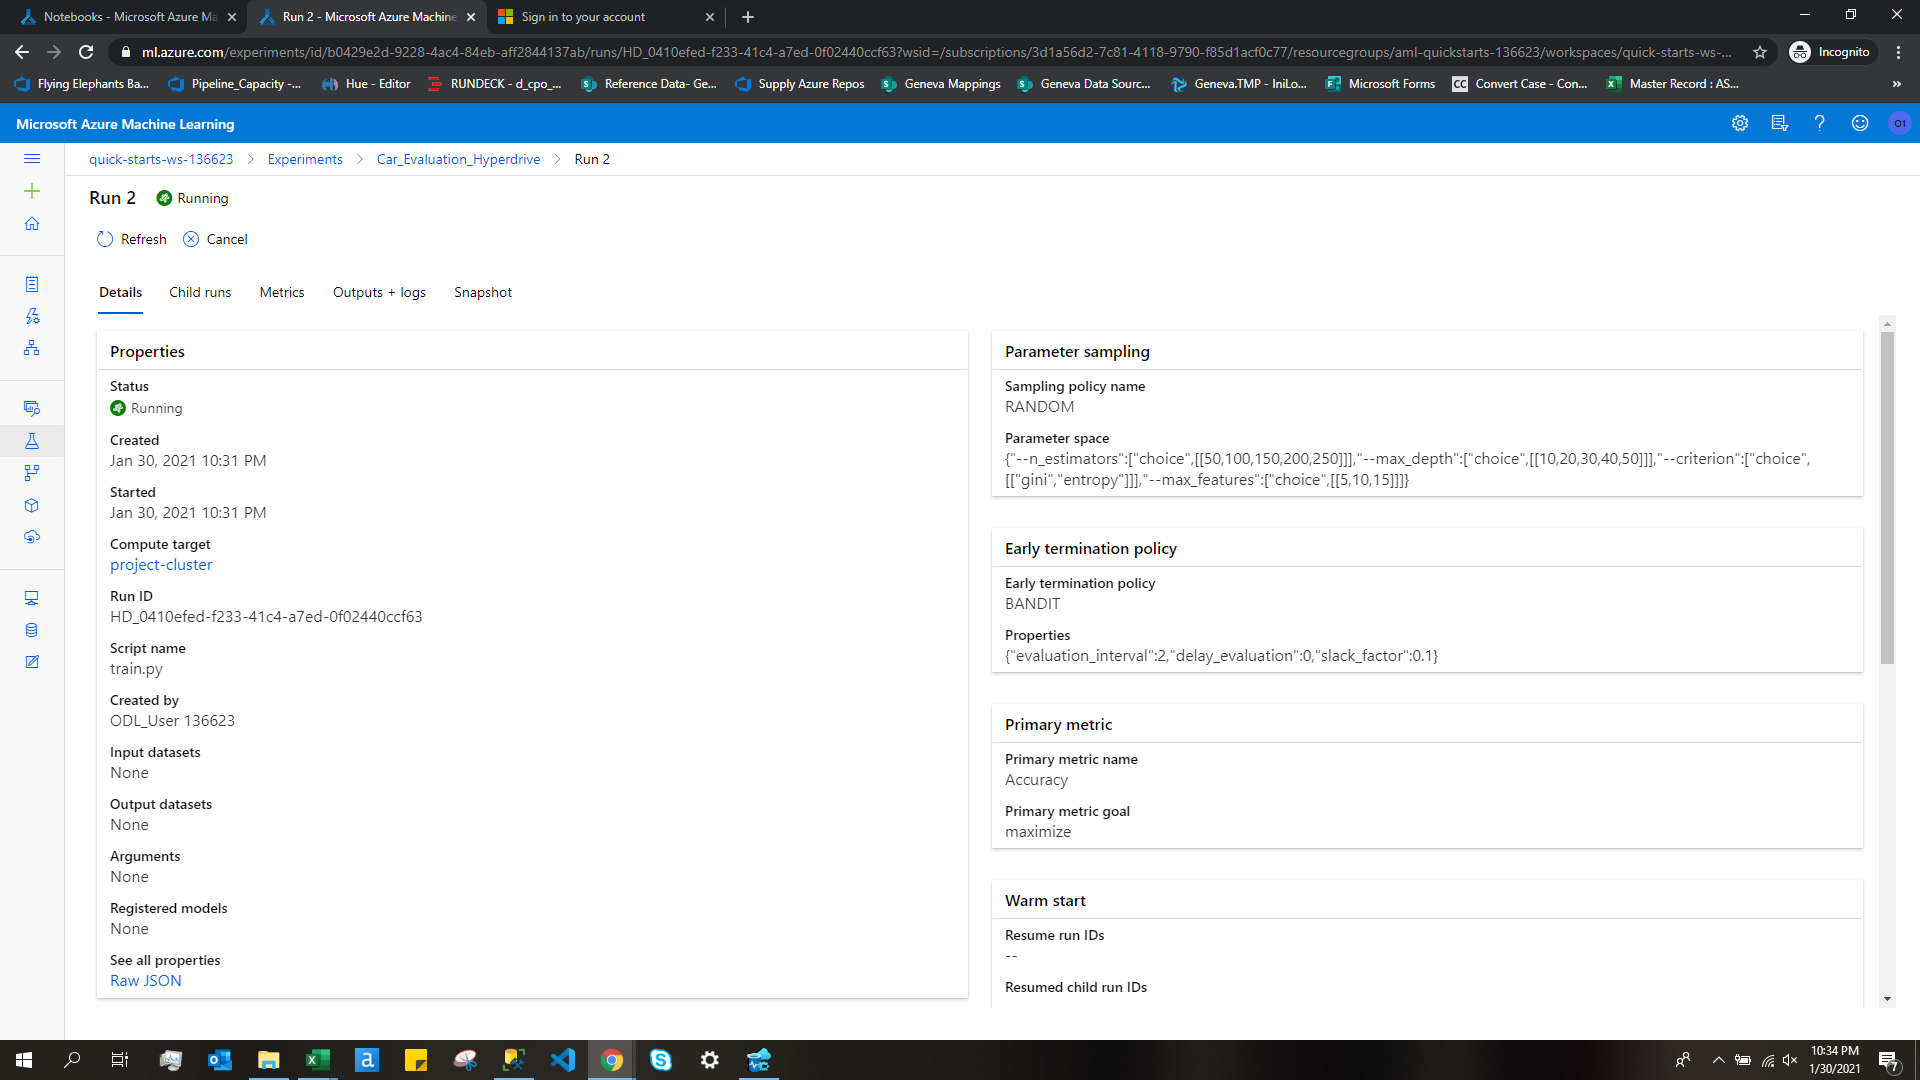 Notebooks - Microsoft Azure Ma
Run 2 - Microsoft Azure Machine
Sign in to your account
ml.azure.com/experiments/id/b0429e2d-9228-4ac4-84eb-aff2844137ab/runs/HD_0410efed-f233-41c4-a7ed-0f02440ccf63?wsid=/subscriptions/3d1a56d2-7c81-4118-9790-f85d1acf0c77/resourcegroups/aml-quickstarts-136623/workspaces/quick-starts-ws-...
Incognito
Flying Elephants Ba...
Pipeline_Capacity -...
Hue - Editor
RUNDECK - d_cpo_...
Reference Data- Ge...
Supply Azure Repos
Geneva Mappings
Geneva Data Sourc...
Geneva.TMP - IniLo...
Microsoft Forms
CC Convert Case - Con...
Master Record : AS...
Microsoft Azure Machine Learning
O1
quick-starts-ws-136623 > Experiments > Car_Evaluation_Hyperdrive > Run 2
Run 2 Running
Refresh Cancel
Details Child runs Metrics Outputs + logs Snapshot
Properties
Status
Running
Created
Jan 30, 2021 10:31 PM
Started
Jan 30, 2021 10:31 PM
Compute target
project-cluster
Run ID
HD_0410efed-f233-41c4-a7ed-0f02440ccf63
Script name
train.py
Created by
ODL_User 136623
Input datasets
None
Output datasets
None
Arguments
None
Registered models
None
See all properties
Raw JSON
Parameter sampling
Sampling policy name
RANDOM
Parameter space
{"--n_estimators":["choice",[[50,100,150,200,250]]],"--max_depth":["choice",[[10,20,30,40,50]]],"--criterion":["choice",
[["gini","entropy"]]],"--max_features":["choice",[[5,10,15]]]}
Early termination policy
Early termination policy
BANDIT
Properties
{"evaluation_interval":2,"delay_evaluation":0,"slack_factor":0.1}
Primary metric
Primary metric name
Accuracy
Primary metric goal
maximize
Warm start
Resume run IDs
--
Resumed child run IDs
10:34 PM
1/30/2021
7